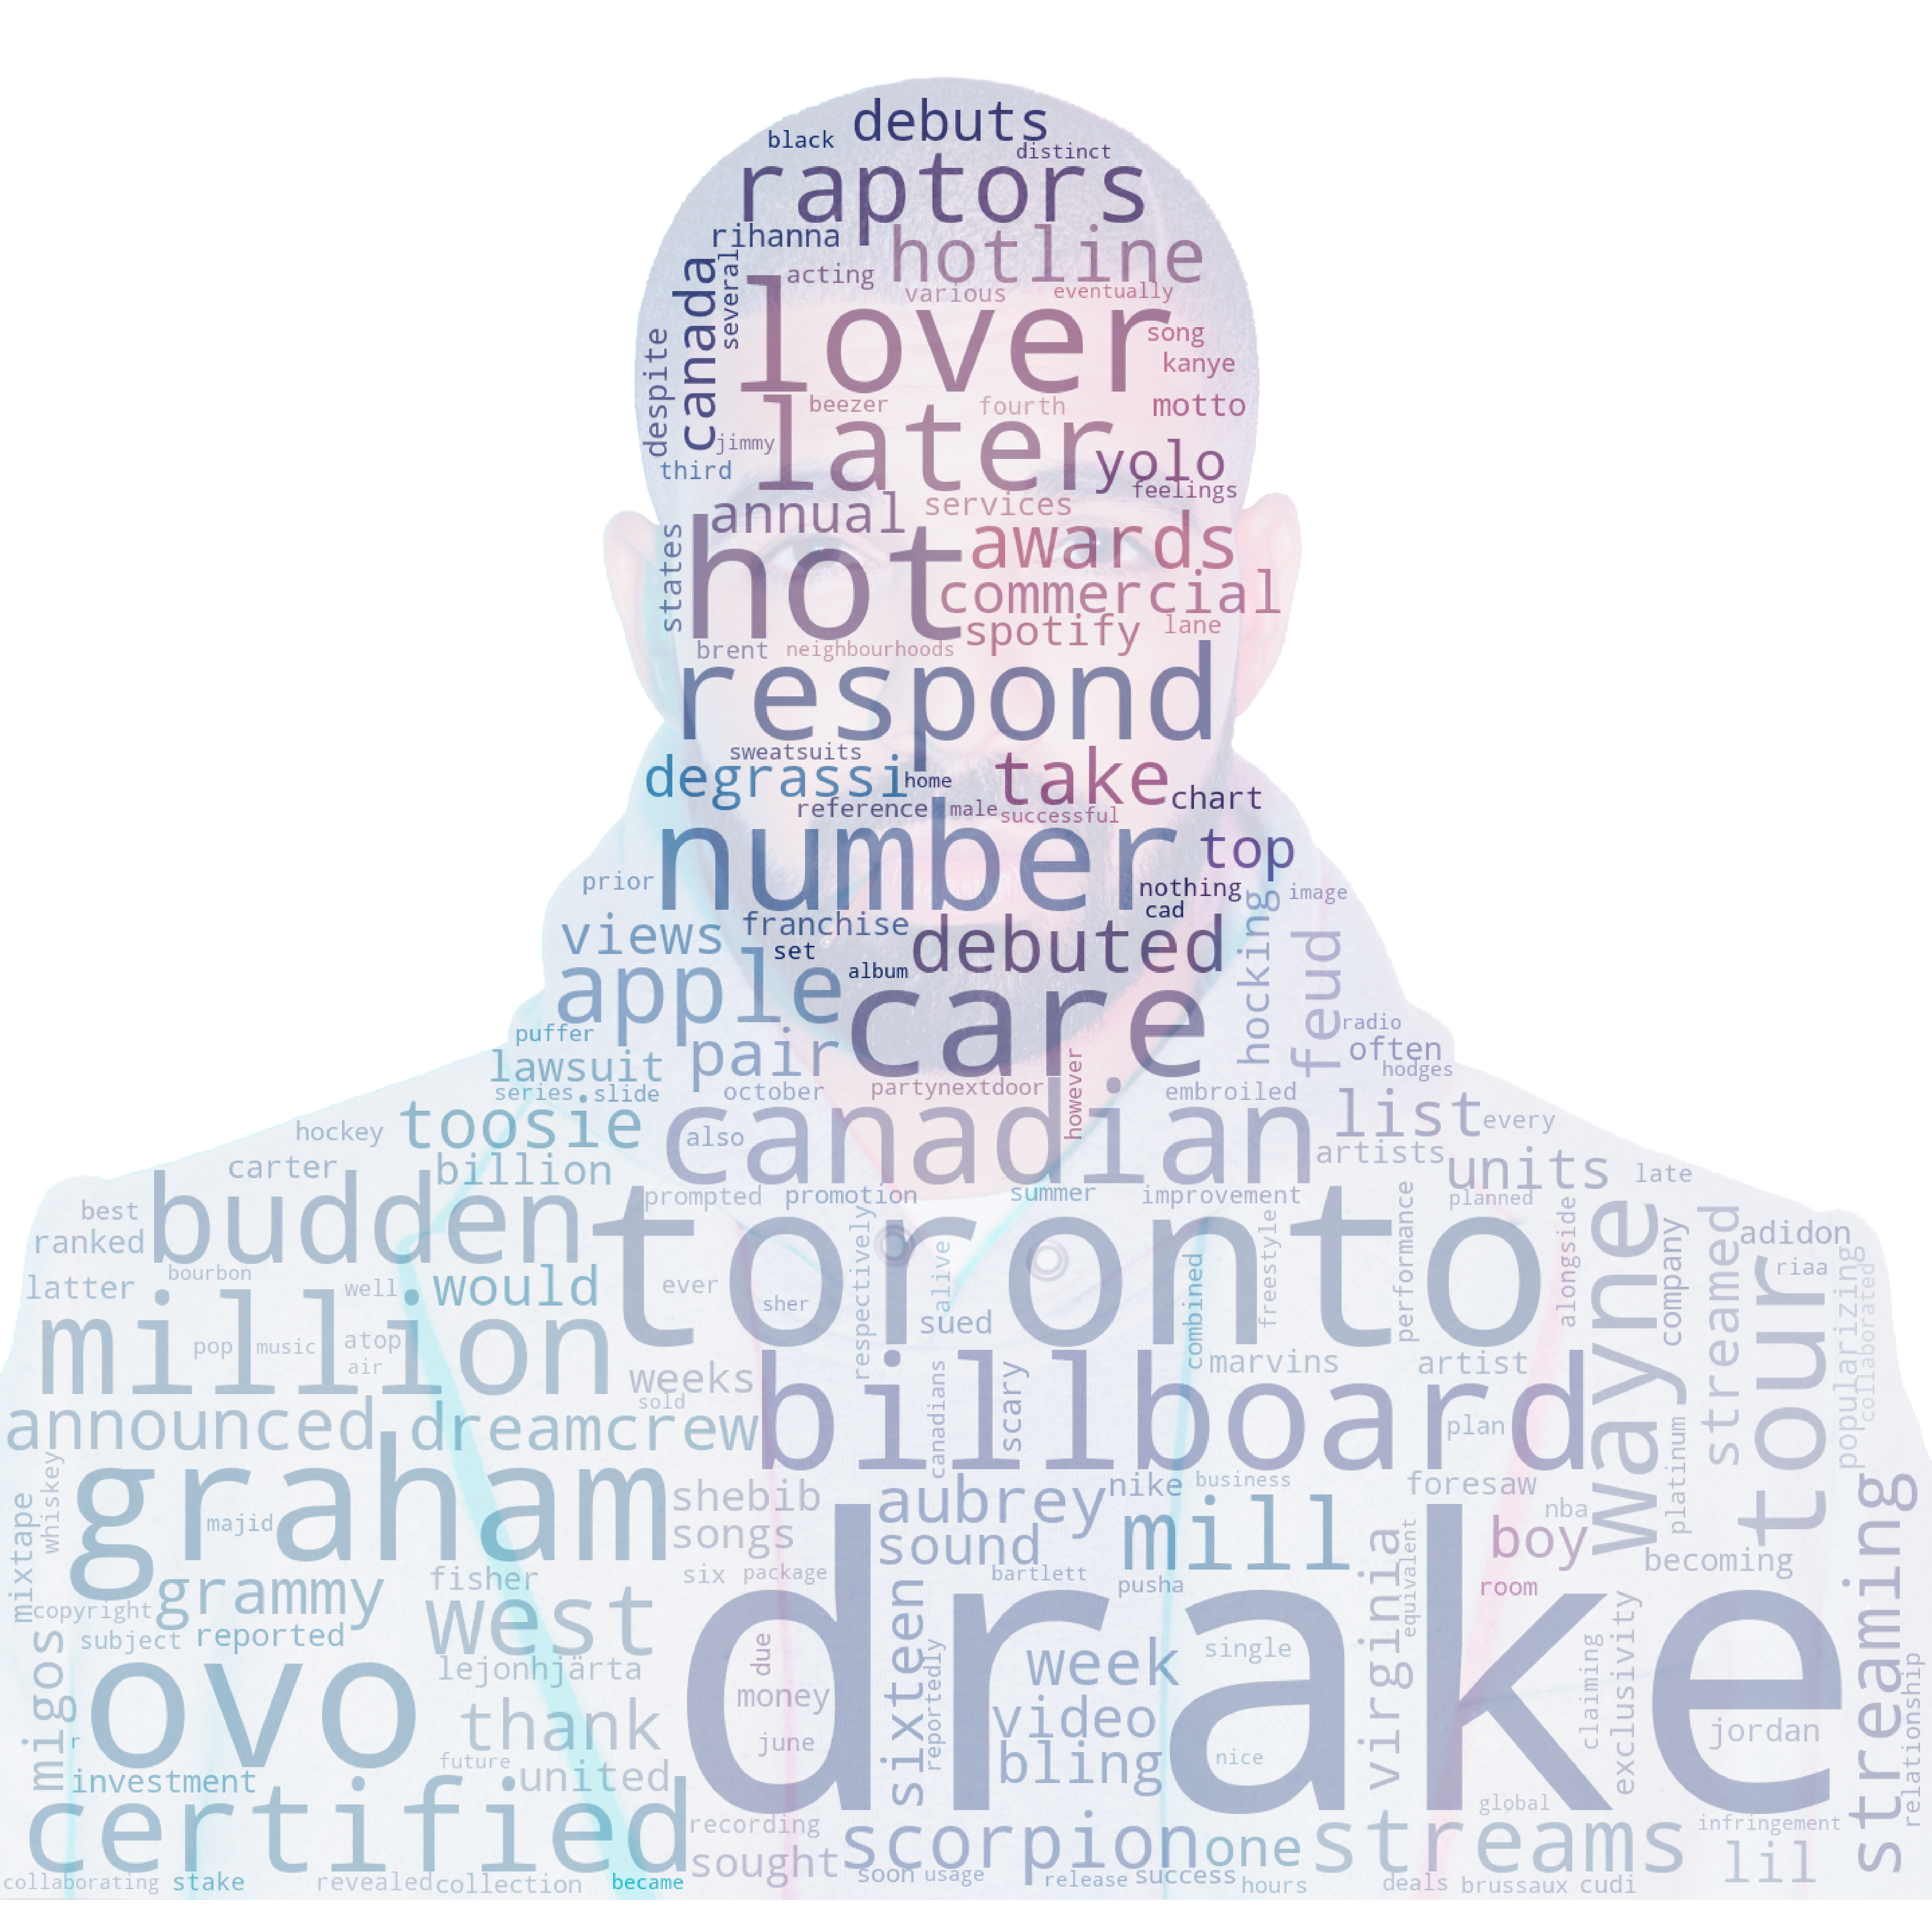 debuts
black
distinct
raptors
rihanna
hotline
canada
several
acting
various
eventually
lover
song
kanye
despite
beezer
fourth
motto
later
jimmy
yolo
third
feelings
annual
services
states
hot
awards
commercial
spotify
lane
brent
neighbourhoods
respond
sweatsuits
degrassi
home
take
chart
reference
male
successful
number
top
prior
nothing
image
cad
hocking
views
franchise
set
debuted
feud
apple
album
care
puffer
radio
pair
lawsuit
often
hodges
series
slide
october
partynextdoor
however
embroiled
toosie
hockey
also
canadian
list
every
carter
billion
artists
units
late
best
budden
prompted
promotion
summer
improvement
planned
ranked
toronto
respectively
freestyle
performance
alongside
wayne
company
streamed
adidon
latter
bourbon
well
would
ever
sher
alive
sued
combined
tour
riaa
popularizing
collaborated
million
pop
music
atop
air
weeks
sold
marvins
artist
announced
dreamcrew
billboard
canadians
scary
plan
platinum
whiskey
mixtape
graham
majid
shebib
songs
aubrey
nike
business
foresaw
nba
sound
mill
boy
becoming
streaming
grammy
fisher
six
package
bartlett
pusha
virginia
equivalent
room
copyright
west
subject
reported
drake
sixteen
reportedly
week
single
claiming
exclusivity
migos
ovo
lejonhjärta
due
money
thank
video
june
jordan
relationship
r
investment
future
united
bling
nice
certified
recording
global
infringement
sought
scorpion
one
streams
lil
collaborating
stake
revealed
collection
became
soon
usage
release
success
hours
deals
brussaux
cudi